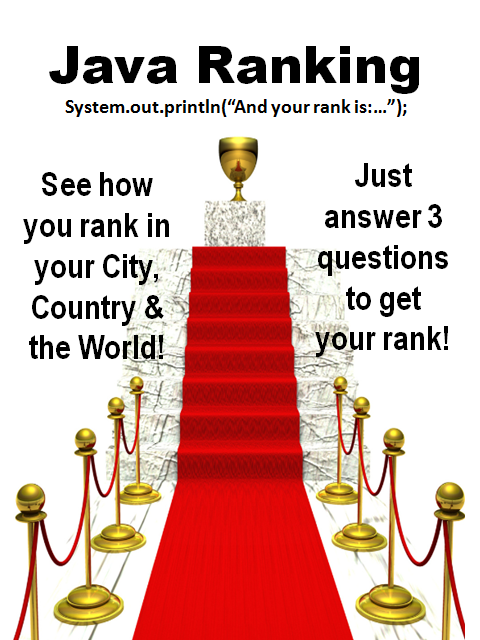 Java Ranking
System.out.println(“And your rank is:...”);
See how
you rank in
your City,
Country &
the World!
Just
answer 3
questions
to get
your rank!